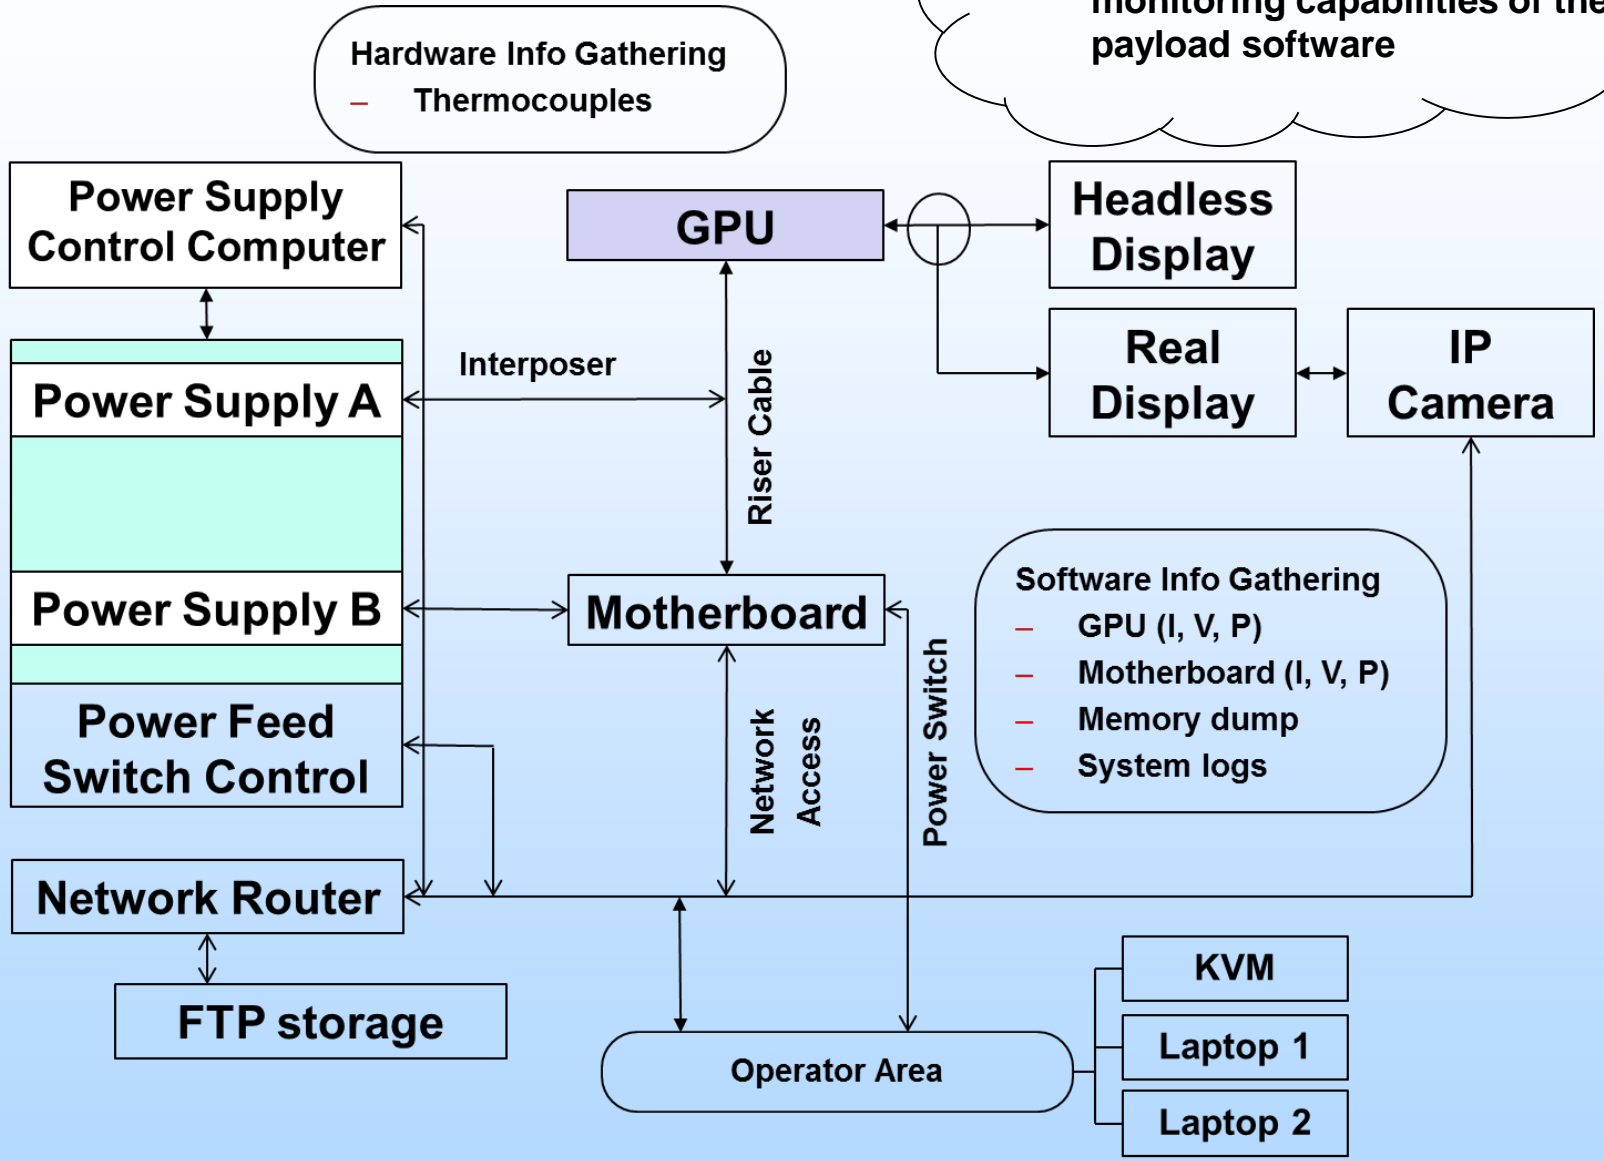 monitoring capabilities of the
payload software
Hardware Info Gathering
– Thermocouples
Power Supply
Control Computer
GPU
Headless
Display
Real
Display
IP
Camera
Interposer
Riser Cable
Power Supply A
Power Supply B
Motherboard
Power Feed
Switch Control
Network
Access
Power Switch
Software Info Gathering
– GPU (I, V, P)
– Motherboard (I, V, P)
– Memory dump
– System logs
Network Router
FTP storage
Operator Area
KVM
Laptop 1
Laptop 2